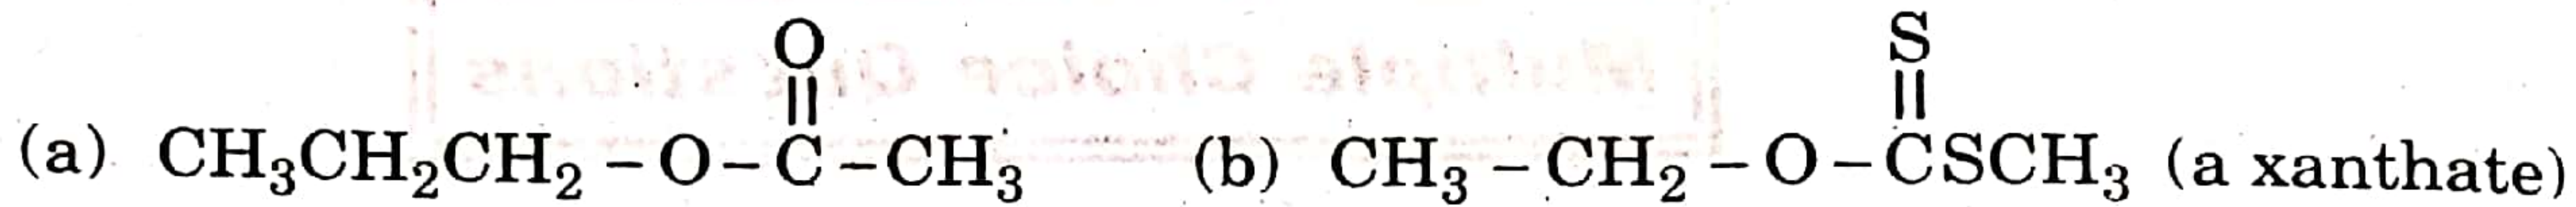 O S
|| ||
(a) CH₃CH₂CH₂ – O – C – CH₃ (b) CH₃ – CH₂ – O – CSCH₃ (a xanthate)